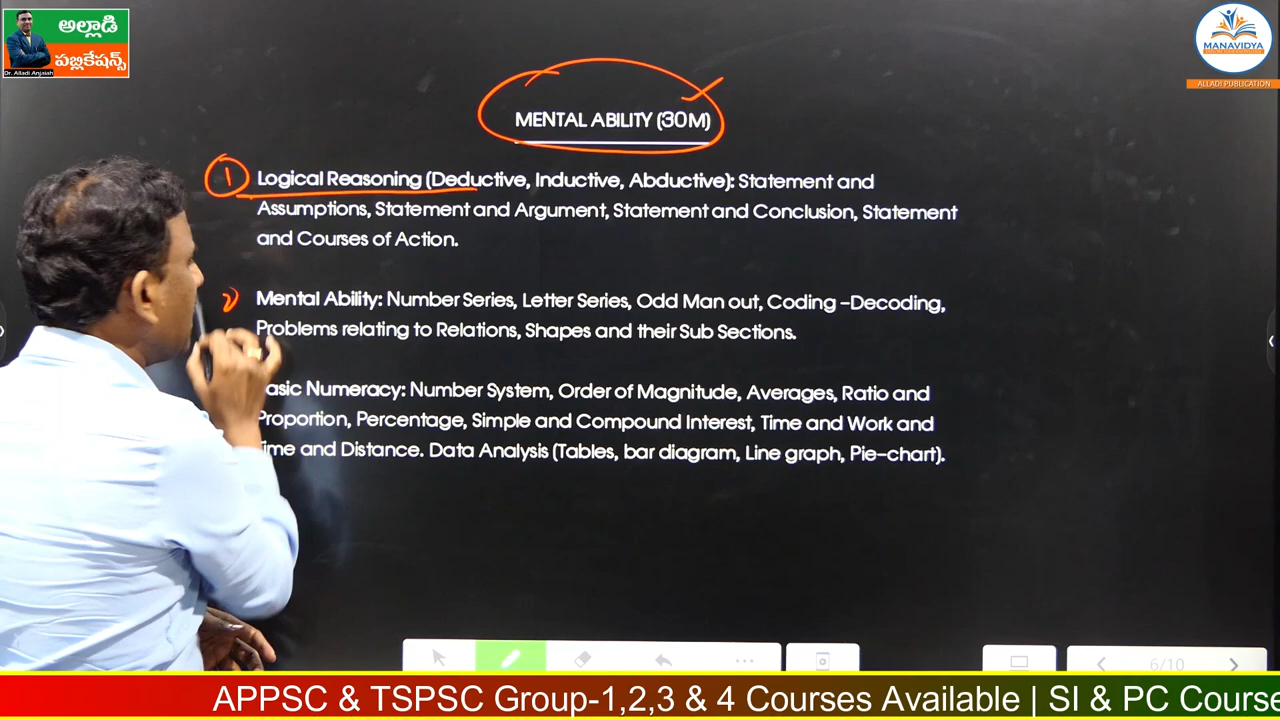 అల్లాడి
పబ్లికేషన్స్
Dr. Alladi Anjaiah
MANAVIDYA
ALLADI PUBLICATION
MENTAL ABILITY (30M)
1 Logical Reasoning (Deductive, Inductive, Abductive): Statement and
Assumptions, Statement and Argument, Statement and Conclusion, Statement
and Courses of Action.
Mental Ability: Number Series, Letter Series, Odd Man out, Coding -Decoding,
Problems relating to Relations, Shapes and their Sub Sections.
Numeracy: Number System, Order of Magnitude, Averages, Ratio and
Proportion, Percentage, Simple and Compound Interest, Time and Work and
and Distance. Data Analysis (Tables, bar diagram, Line graph, Pie-chart).
6/10
APPSC & TSPSC Group-1,2,3 & 4 Courses Available | SI & PC Course